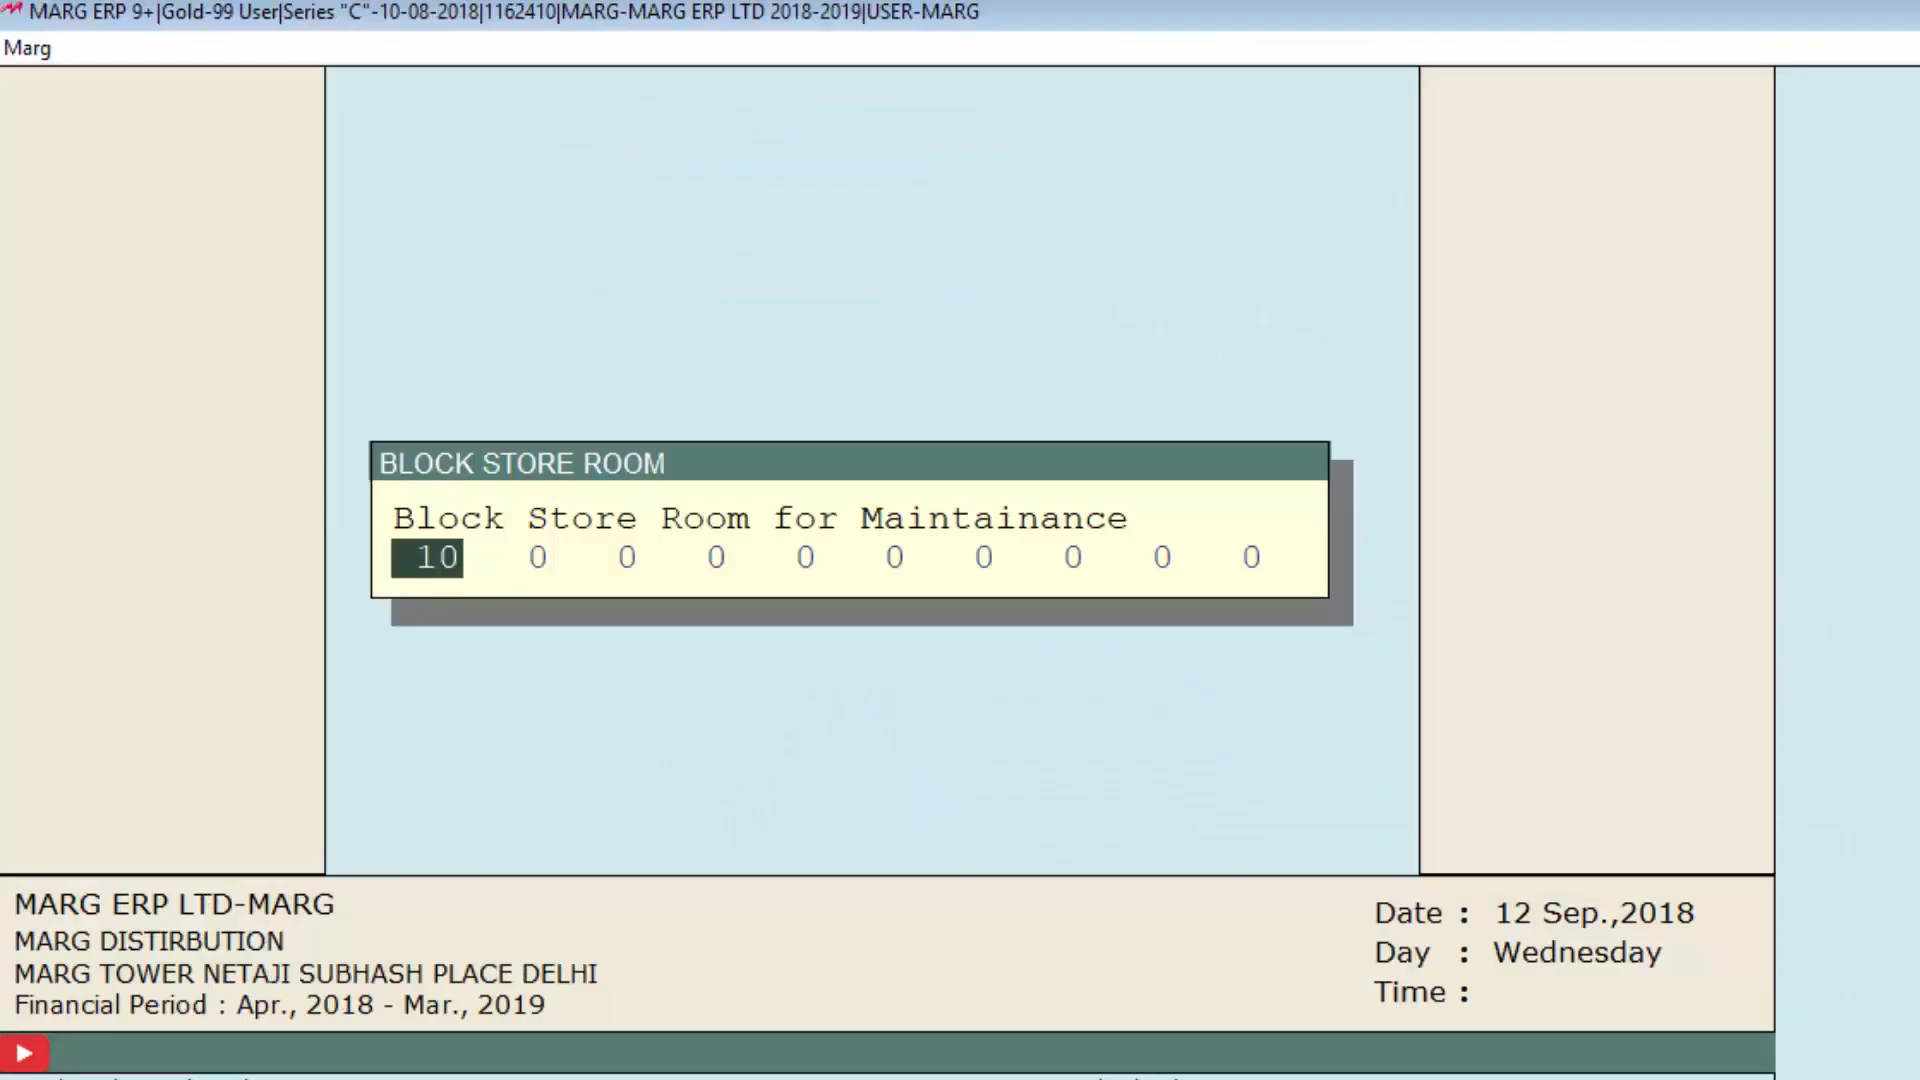 MARG ERP 9+|Gold-99 User|Series "C"-10-08-2018|1162410|MARG-MARG ERP LTD 2018-2019|USER-MARG
Marg
BLOCK STORE ROOM
Block Store Room for Maintainance
10 0 0 0 0 0 0 0 0 0
MARG ERP LTD-MARG
MARG DISTIRBUTION
MARG TOWER NETAJI SUBHASH PLACE DELHI
Financial Period : Apr., 2018 - Mar., 2019
Date : 12 Sep.,2018
Day : Wednesday
Time :